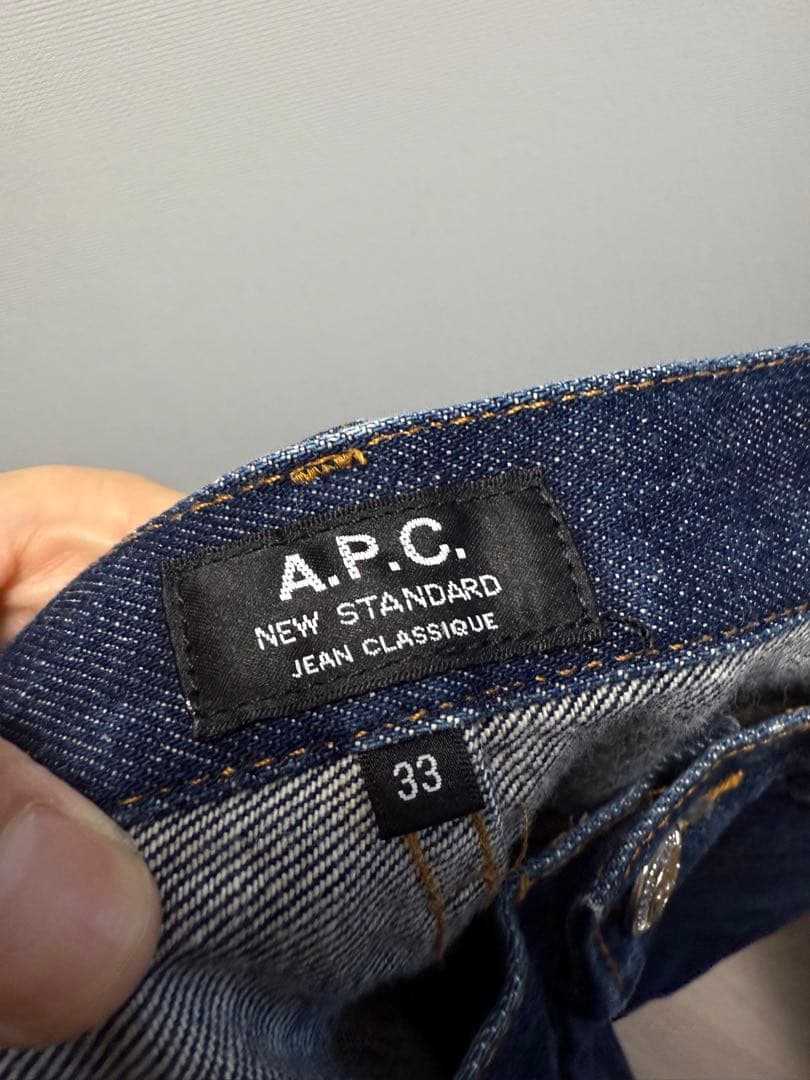 A.P.C.
NEW STANDARD
JEAN CLASSIQUE
33